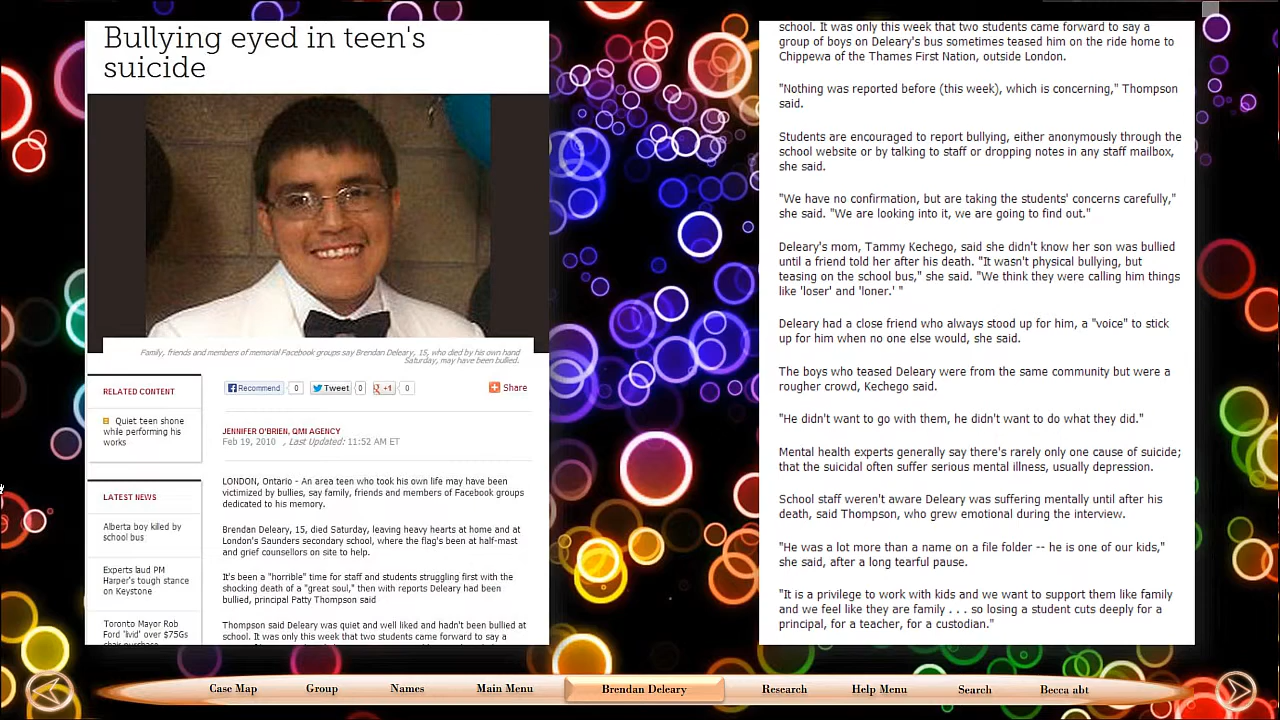 Bullying eyed in teen's
suicide
Family, friends and members of memorial Facebook groups say Brendan Deleary, 15, who died by his own hand
Saturday, may have been bullied.
RELATED CONTENT
Quiet teen shone
while performing his
works
LATEST NEWS
Alberta boy killed by
school bus
Experts laud PM
Harper's tough stance
on Keystone
Toronto Mayor Rob
Ford 'livid' over $75Gs
chair purchase
Recommend 0 Tweet 0 +1 0 Share
JENNIFER O'BRIEN, QMI AGENCY
Feb 19, 2010 , Last Updated: 11:52 AM ET
LONDON, Ontario - An area teen who took his own life may have been
victimized by bullies, say family, friends and members of Facebook groups
dedicated to his memory.
Brendan Deleary, 15, died Saturday, leaving heavy hearts at home and at
London's Saunders secondary school, where the flag's been at half-mast
and grief counsellors on site to help.
It's been a "horrible" time for staff and students struggling first with the
shocking death of a "great soul," then with reports Deleary had been
bullied, principal Patty Thompson said
Thompson said Deleary was quiet and well liked and hadn't been bullied at
school. It was only this week that two students came forward to say a
school. It was only this week that two students came forward to say a
group of boys on Deleary's bus sometimes teased him on the ride home to
Chippewa of the Thames First Nation, outside London.
"Nothing was reported before (this week), which is concerning," Thompson
said.
Students are encouraged to report bullying, either anonymously through the
school website or by talking to staff or dropping notes in any staff mailbox,
she said.
"We have no confirmation, but are taking the students' concerns carefully,"
she said. "We are looking into it, we are going to find out."
Deleary's mom, Tammy Kechego, said she didn't know her son was bullied
until a friend told her after his death. "It wasn't physical bullying, but
teasing on the school bus," she said. "We think they were calling him things
like 'loser' and 'loner.' "
Deleary had a close friend who always stood up for him, a "voice" to stick
up for him when no one else would, she said.
The boys who teased Deleary were from the same community but were a
rougher crowd, Kechego said.
"He didn't want to go with them, he didn't want to do what they did."
Mental health experts generally say there's rarely only one cause of suicide;
that the suicidal often suffer serious mental illness, usually depression.
School staff weren't aware Deleary was suffering mentally until after his
death, said Thompson, who grew emotional during the interview.
"He was a lot more than a name on a file folder -- he is one of our kids,"
she said, after a long tearful pause.
"It is a privilege to work with kids and we want to support them like family
and we feel like they are family . . . so losing a student cuts deeply for a
principal, for a teacher, for a custodian."
Case Map Group Names Main Menu Brendan Deleary Research Help Menu Search Becca abt